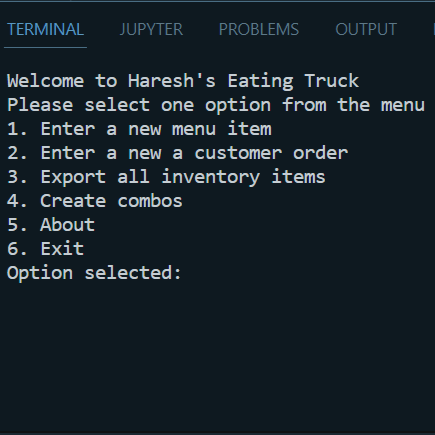 TERMINAL JUPYTER PROBLEMS OUTPUT
Welcome to Haresh's Eating Truck
Please select one option from the menu
1. Enter a new menu item
2. Enter a new a customer order
3. Export all inventory items
4. Create combos
5. About
6. Exit
Option selected: